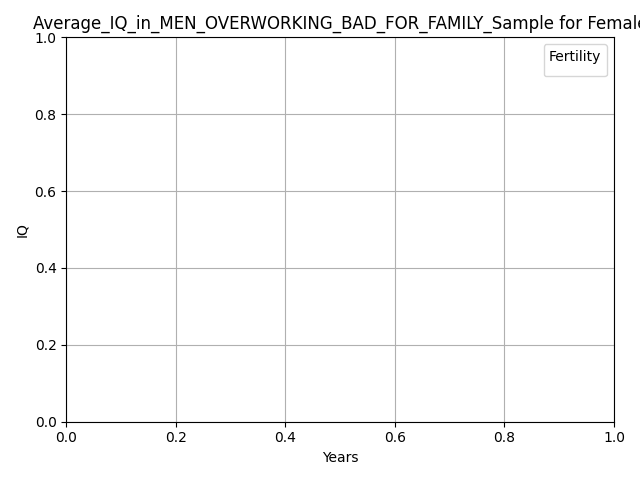 Average_IQ_in_MEN_OVERWORKING_BAD_FOR_FAMILY_Sample for Female
Fertility
1.0
0.8
0.6
0.4
0.2
0.0
IQ
0.0 0.2 0.4 0.6 0.8 1.0
Years